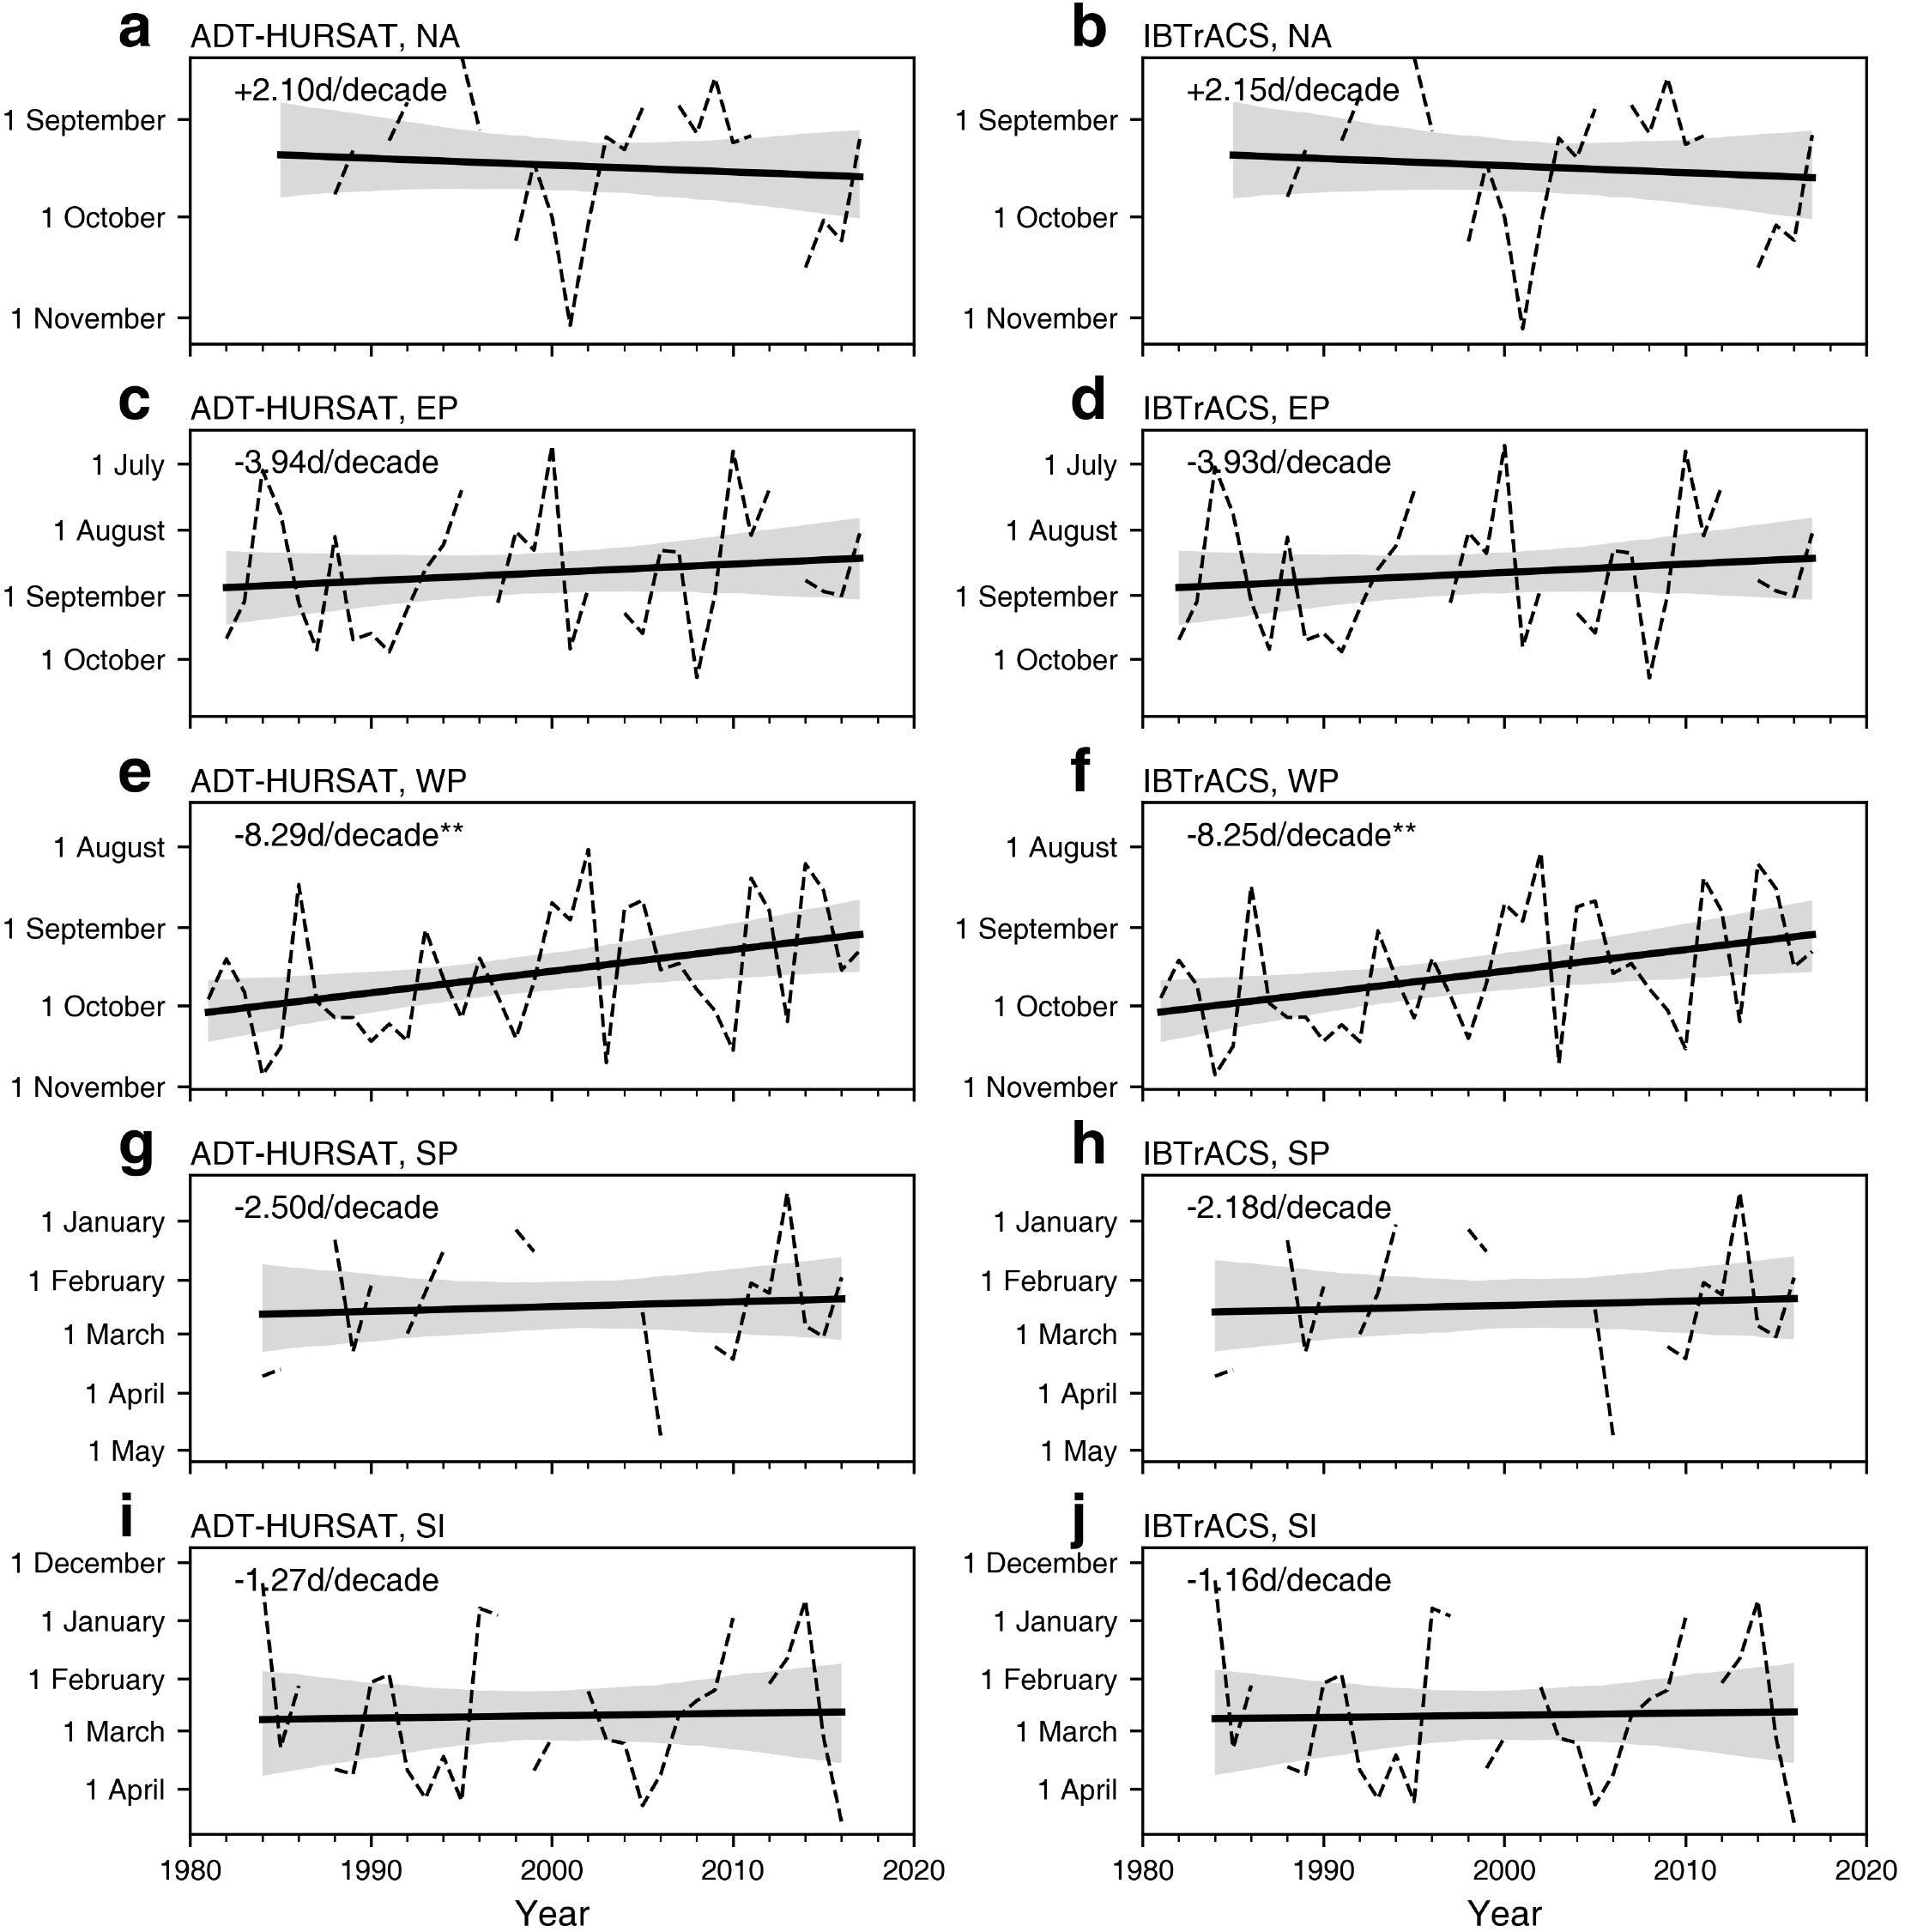 a ADT-HURSAT, NA
b IBTrACS, NA
+2.10d/decade
1 September
1 October
1 November
+2.15d/decade
1 September
1 October
1 November
c ADT-HURSAT, EP
d IBTrACS, EP
-3.94d/decade
1 July
1 August
1 September
1 October
-3.93d/decade
1 July
1 August
1 September
1 October
e ADT-HURSAT, WP
f IBTrACS, WP
-8.29d/decade**
1 August
1 September
1 October
1 November
-8.25d/decade**
1 August
1 September
1 October
1 November
g ADT-HURSAT, SP
h IBTrACS, SP
-2.50d/decade
1 January
1 February
1 March
1 April
1 May
-2.18d/decade
1 January
1 February
1 March
1 April
1 May
i ADT-HURSAT, SI
j IBTrACS, SI
1 December
-1.27d/decade
1 January
1 February
1 March
1 April
1980 1990 2000 2010 2020
Year
1 December
-1.16d/decade
1 January
1 February
1 March
1 April
1980 1990 2000 2010 2020
Year